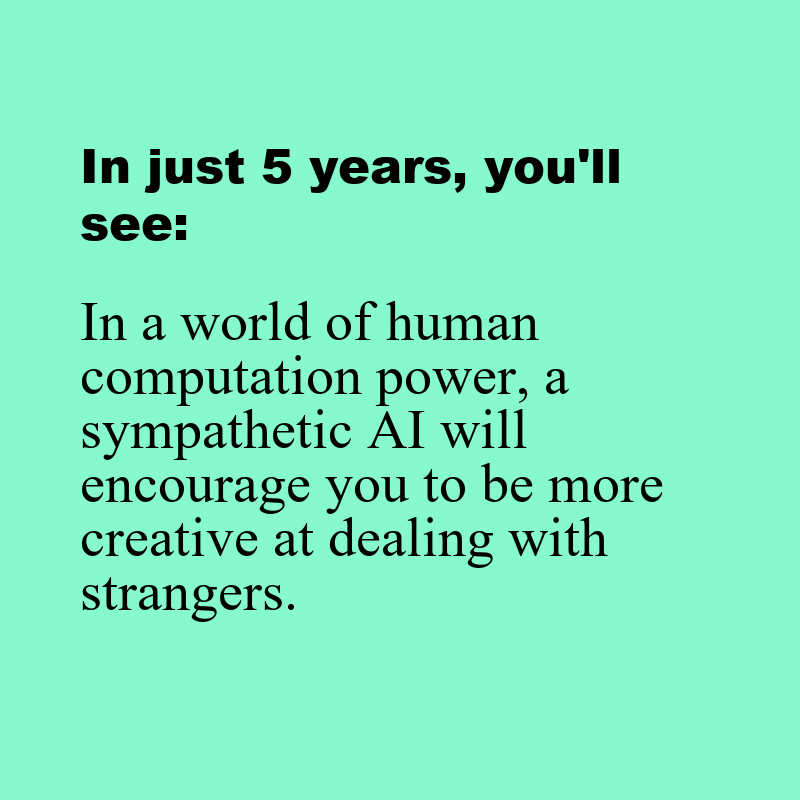 In just 5 years, you'll
see:
In a world of human
computation power, a
sympathetic AI will
encourage you to be more
creative at dealing with
strangers.